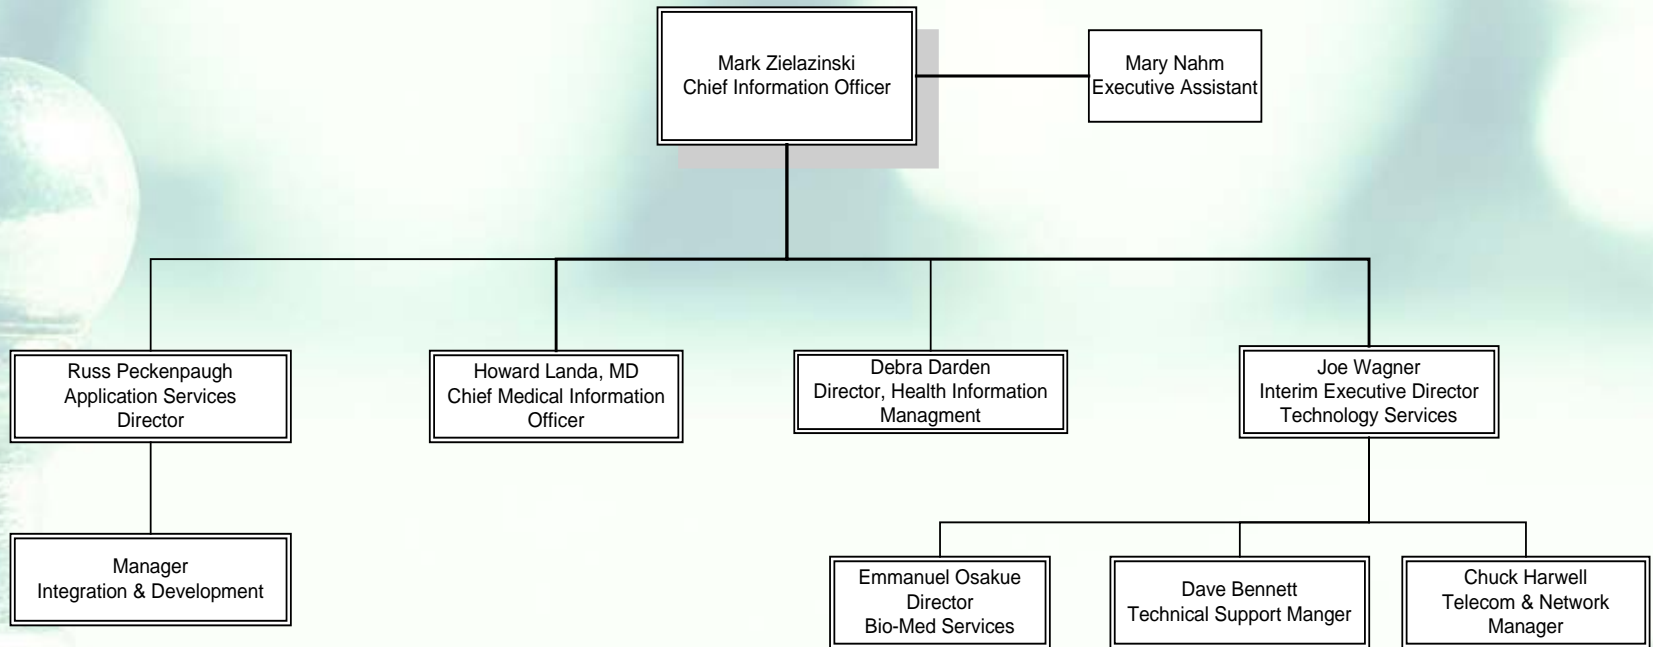 Mark Zielazinski
Chief Information Officer
Mary Nahm
Executive Assistant
Russ Peckenpaugh
Application Services
Director
Howard Landa, MD
Chief Medical Information
Officer
Debra Darden
Director, Health Information
Managment
Joe Wagner
Interim Executive Director
Technology Services
Manager
Integration & Development
Emmanuel Osakue
Director
Bio-Med Services
Dave Bennett
Technical Support Manger
Chuck Harwell
Telecom & Network
Manager